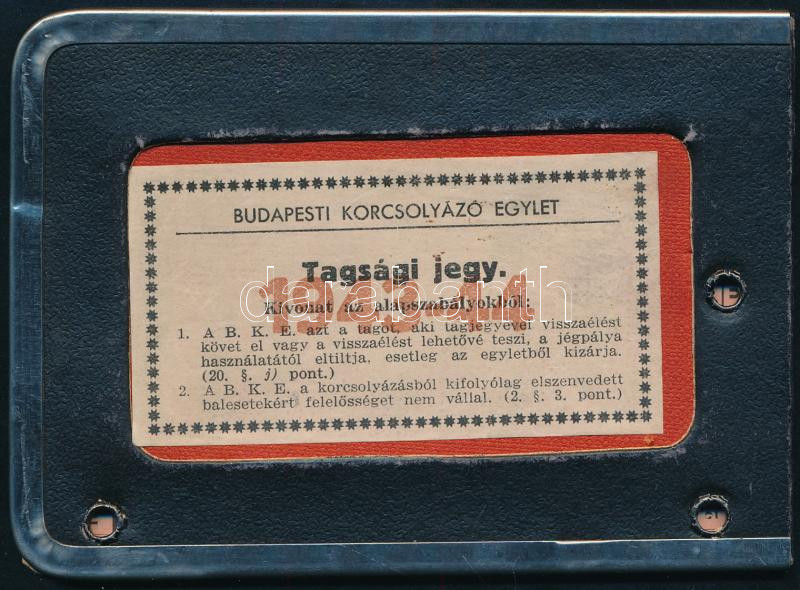 BUDAPESTI KORCSOLYÁZÓ EGYLET
Tagsági jegy.
Kivonat az alapszabályokból:
darabanth
1. A B. K. E. azt a tagot, aki tagjegyével visszaélést
követ el vagy a visszaélést lehetővé teszi, a jégpálya
használatától eltiltja, esetleg az egyletből kizárja.
(20. §. j) pont.)
2. A B. K. E. a korcsolyázásból kifolyólag elszenvedett
balesetekért felelősséget nem vállal. (2. §. 3. pont.)